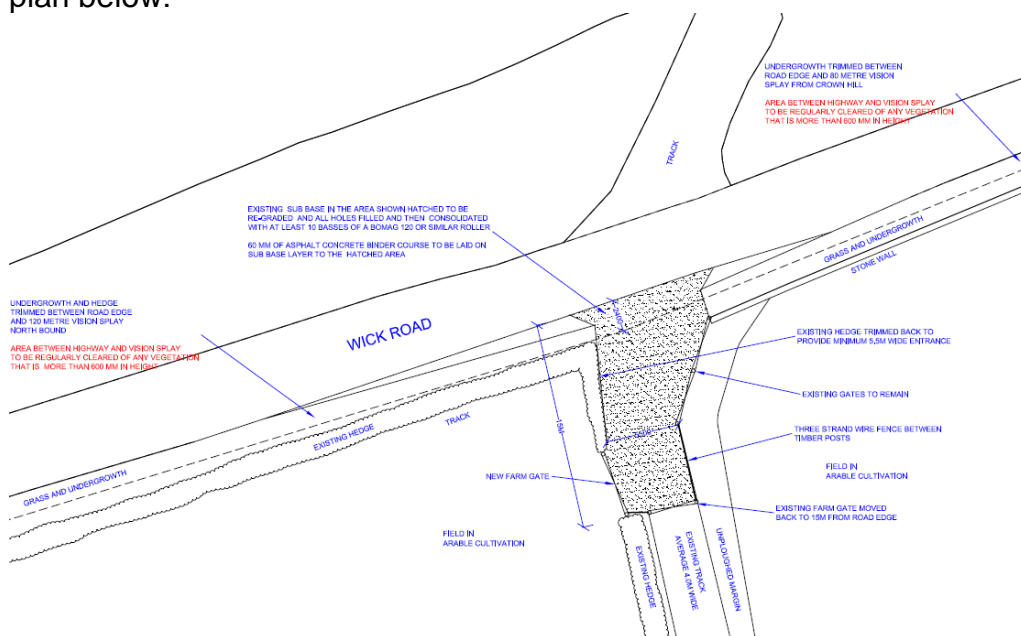 plan below.
UNDERGROWTH TRIMMED BETWEEN
ROAD EDGE AND 80 METRE VISION
SPLAY FROM CROWN HILL
AREA BETWEEN HIGHWAY AND VISION SPLAY
TO BE REGULARLY CLEARED OF ANY VEGETATION
THAT IS MORE THAN 600 MM IN HEIGHT
TRACK
EXISTING SUB BASE IN THE AREA SHOWN HATCHED TO BE
RE-GRADED AND ALL HOLES FILLED AND THEN CONSOLIDATED
WITH AT LEAST 10 BASSES OF A BOMAG 120 OR SIMILAR ROLLER
60 MM OF ASPHALT CONCRETE BINDER COURSE TO BE LAID ON
SUB BASE LAYER TO THE HATCHED AREA
GRASS AND UNDERGROWTH
STONE WALL
UNDERGROWTH AND HEDGE
TRIMMED BETWEEN ROAD EDGE
AND 120 METRE VISION SPLAY
NORTH BOUND
AREA BETWEEN HIGHWAY AND VISION SPLAY
TO BE REGULARLY CLEARED OF ANY VEGETATION
THAT IS MORE THAN 600 MM IN HEIGHT
WICK ROAD
EXISTING HEDGE TRIMMED BACK TO
PROVIDE MINIMUM 5,5M WIDE ENTRANCE
EXISTING GATES TO REMAIN
TRACK
EXISTING HEDGE
15M
THREE STRAND WIRE FENCE BETWEEN
TIMBER POSTS
GRASS AND UNDERGROWTH
NEW FARM GATE
FIELD IN
ARABLE CULTIVATION
EXISTING FARM GATE MOVED
BACK TO 15M FROM ROAD EDGE
FIELD IN
ARABLE CULTIVATION
EXISTING HEDGE
EXISTING TRACK
AVERAGE 4.0M WIDE
UNPLOUGHED MARGIN